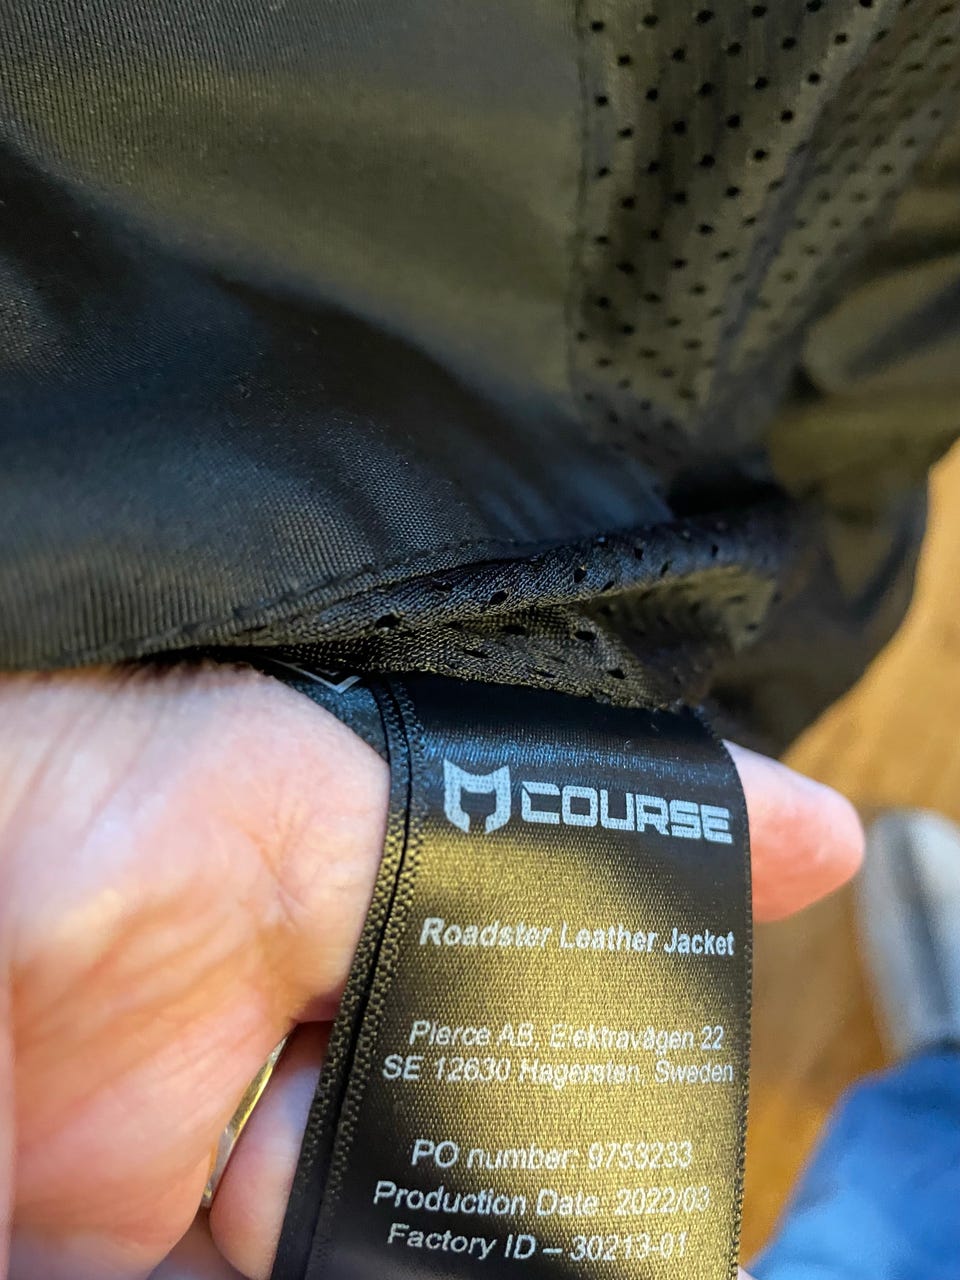 COURSE
Roadster Leather Jacket
Pierce AB, Elektravägen 22
SE 12630 Hagersten, Sweden
PO number: 9753233
Production Date: 2022/03
Factory ID – 30213-01